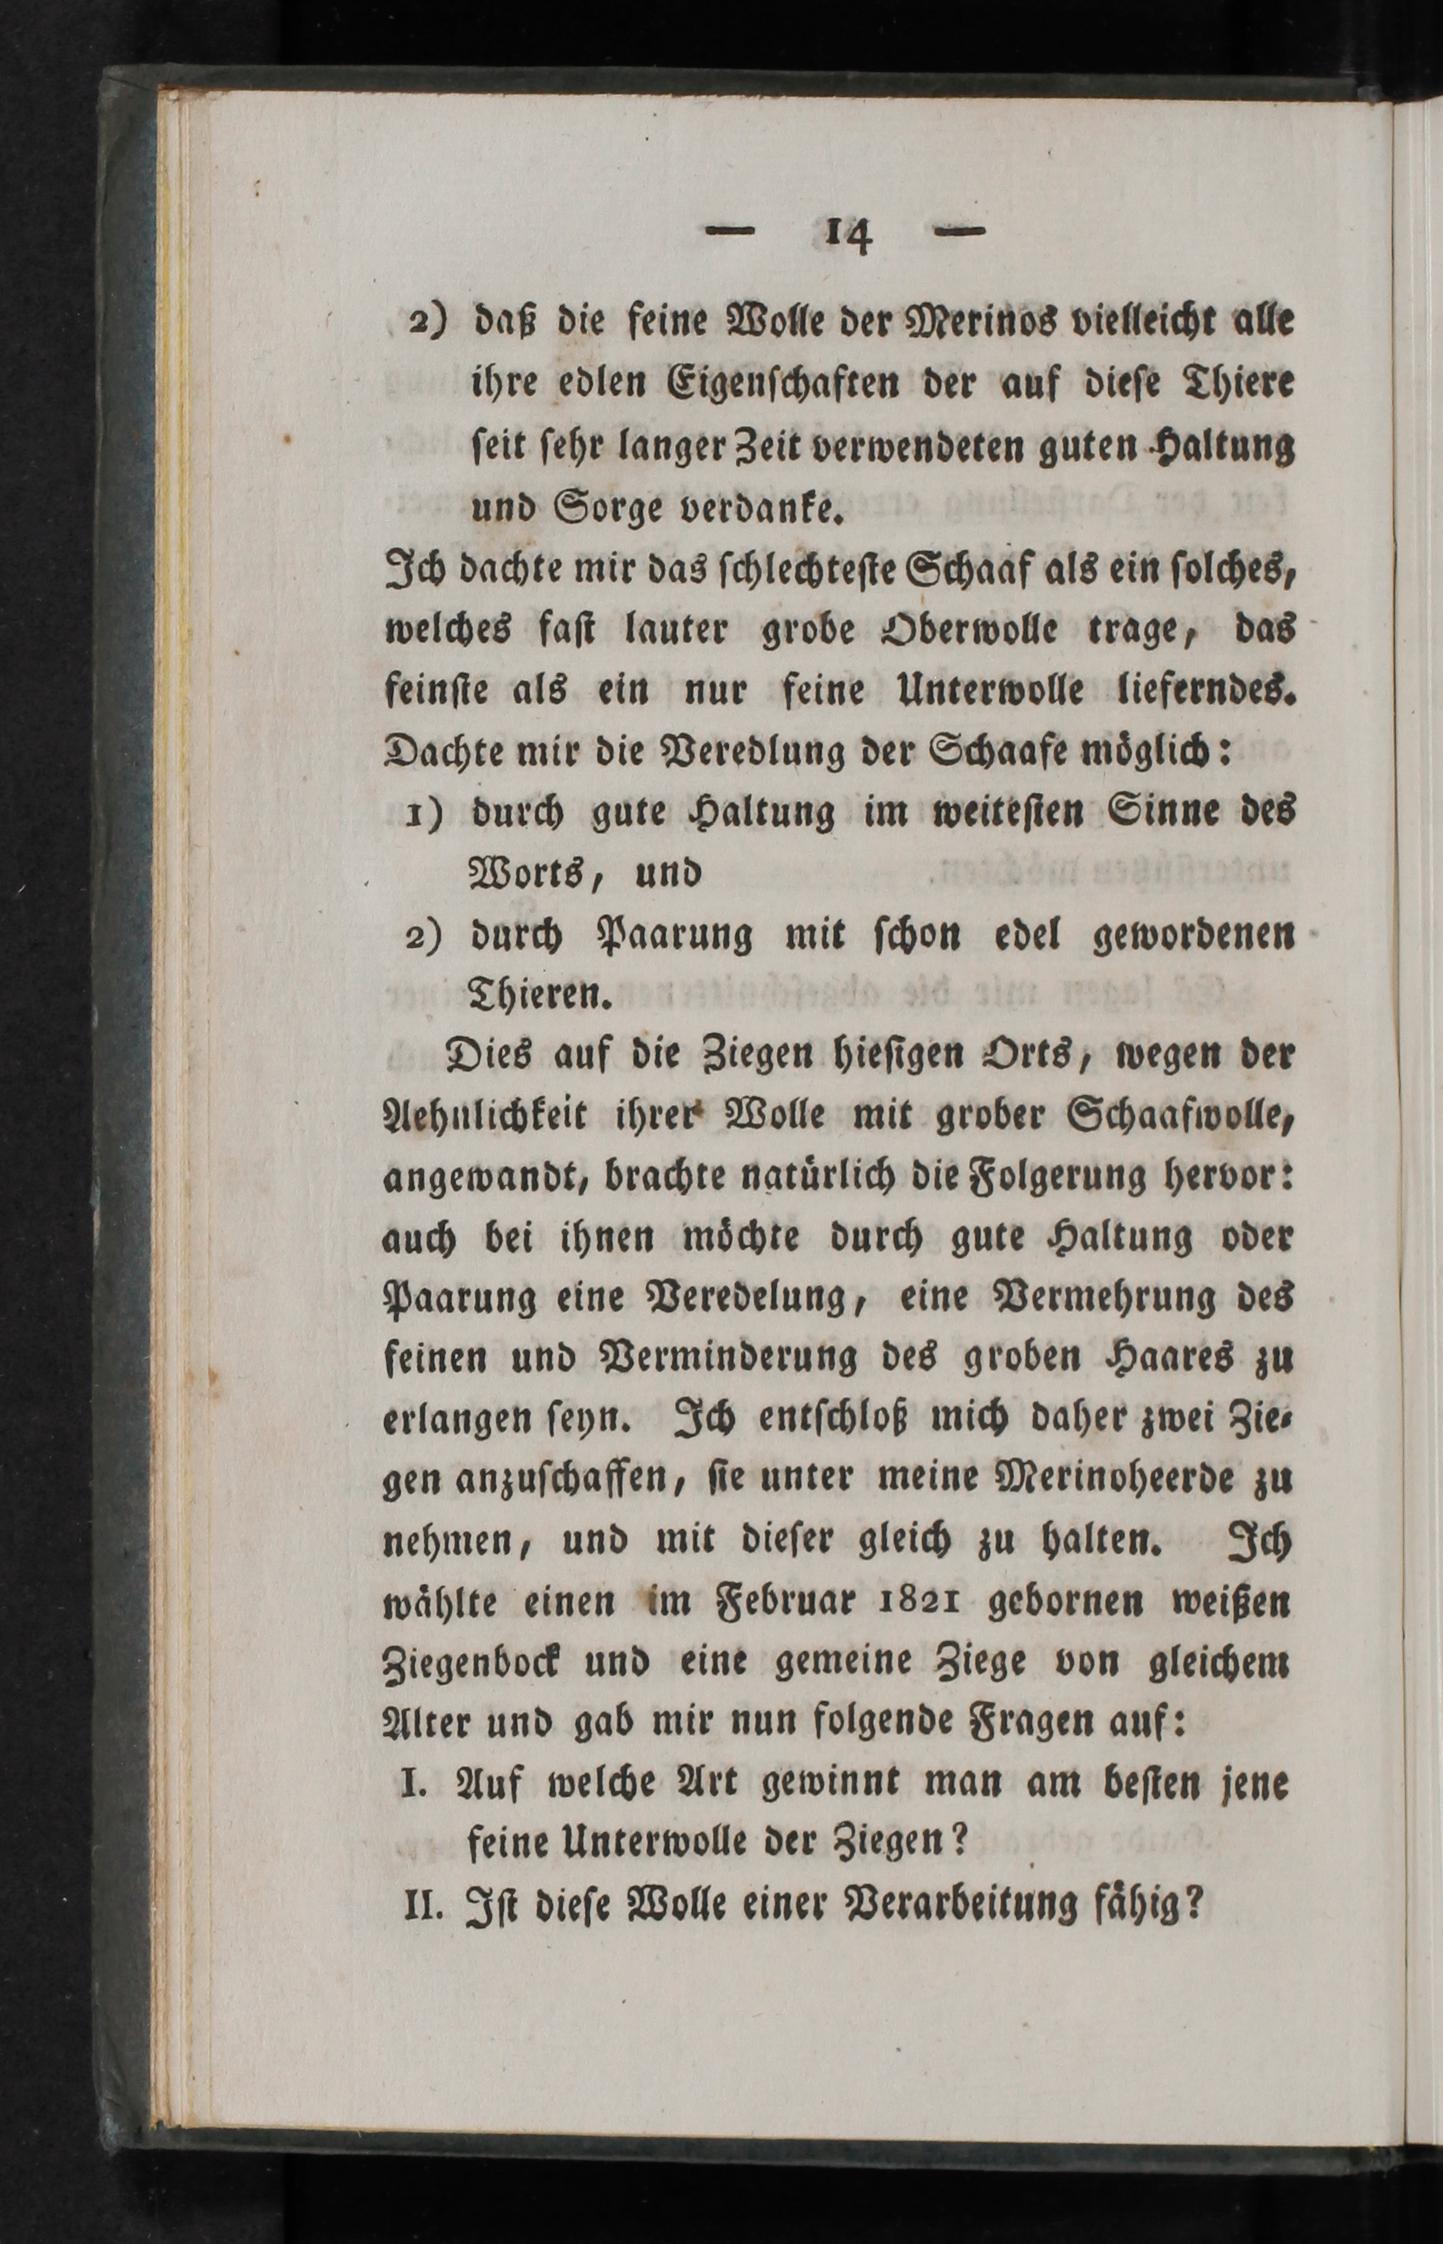 — 14 —
2) daß die feine Wolle der Merinos vielleicht alle
ihre edlen Eigenſchaften der auf dieſe Thiere
ſeit ſehr langer Zeit verwendeten guten Haltung
und Sorge verdanke.
Ich dachte mir das ſchlechteſte Schaaf als ein ſolches,
welches faſt lauter grobe Oberwolle trage, das
feinſte als ein nur feine Unterwolle lieferndes.
Dachte mir die Veredlung der Schaafe möglich:
1) durch gute Haltung im weiteſten Sinne des
Worts, und
2) durch Paarung mit ſchon edel gewordenen
Thieren.
Dies auf die Ziegen hieſigen Orts, wegen der
Aehnlichkeit ihrer Wolle mit grober Schaafwolle,
angewandt, brachte natürlich die Folgerung hervor:
auch bei ihnen möchte durch gute Haltung oder
Paarung eine Veredelung, eine Vermehrung des
feinen und Verminderung des groben Haares zu
erlangen ſeyn. Ich entſchloß mich daher zwei Zie-
gen anzuſchaffen, ſie unter meine Merinoheerde zu
nehmen, und mit dieſer gleich zu halten. Ich
wählte einen im Februar 1821 gebornen weißen
Ziegenbock und eine gemeine Ziege von gleichem
Alter und gab mir nun folgende Fragen auf:
I. Auf welche Art gewinnt man am beſten jene
feine Unterwolle der Ziegen?
II. Iſt dieſe Wolle einer Verarbeitung fähig?